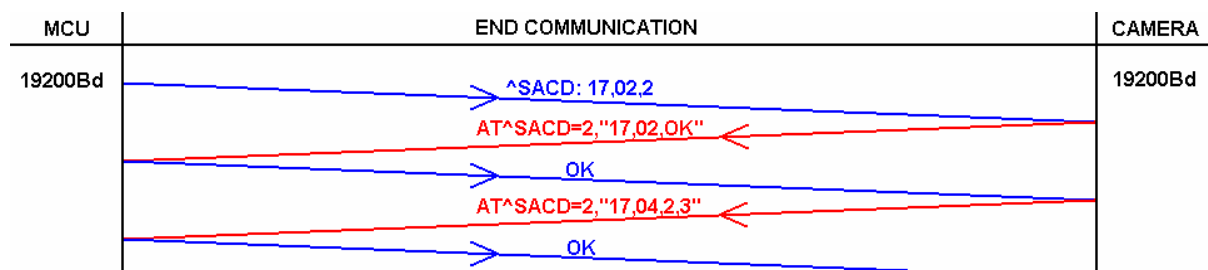 MCU END COMMUNICATION CAMERA
19200Bd 19200Bd
^SACD: 17,02,2
AT^SACD=2,"17,02,OK"
OK
AT^SACD=2,"17,04,2,3"
OK